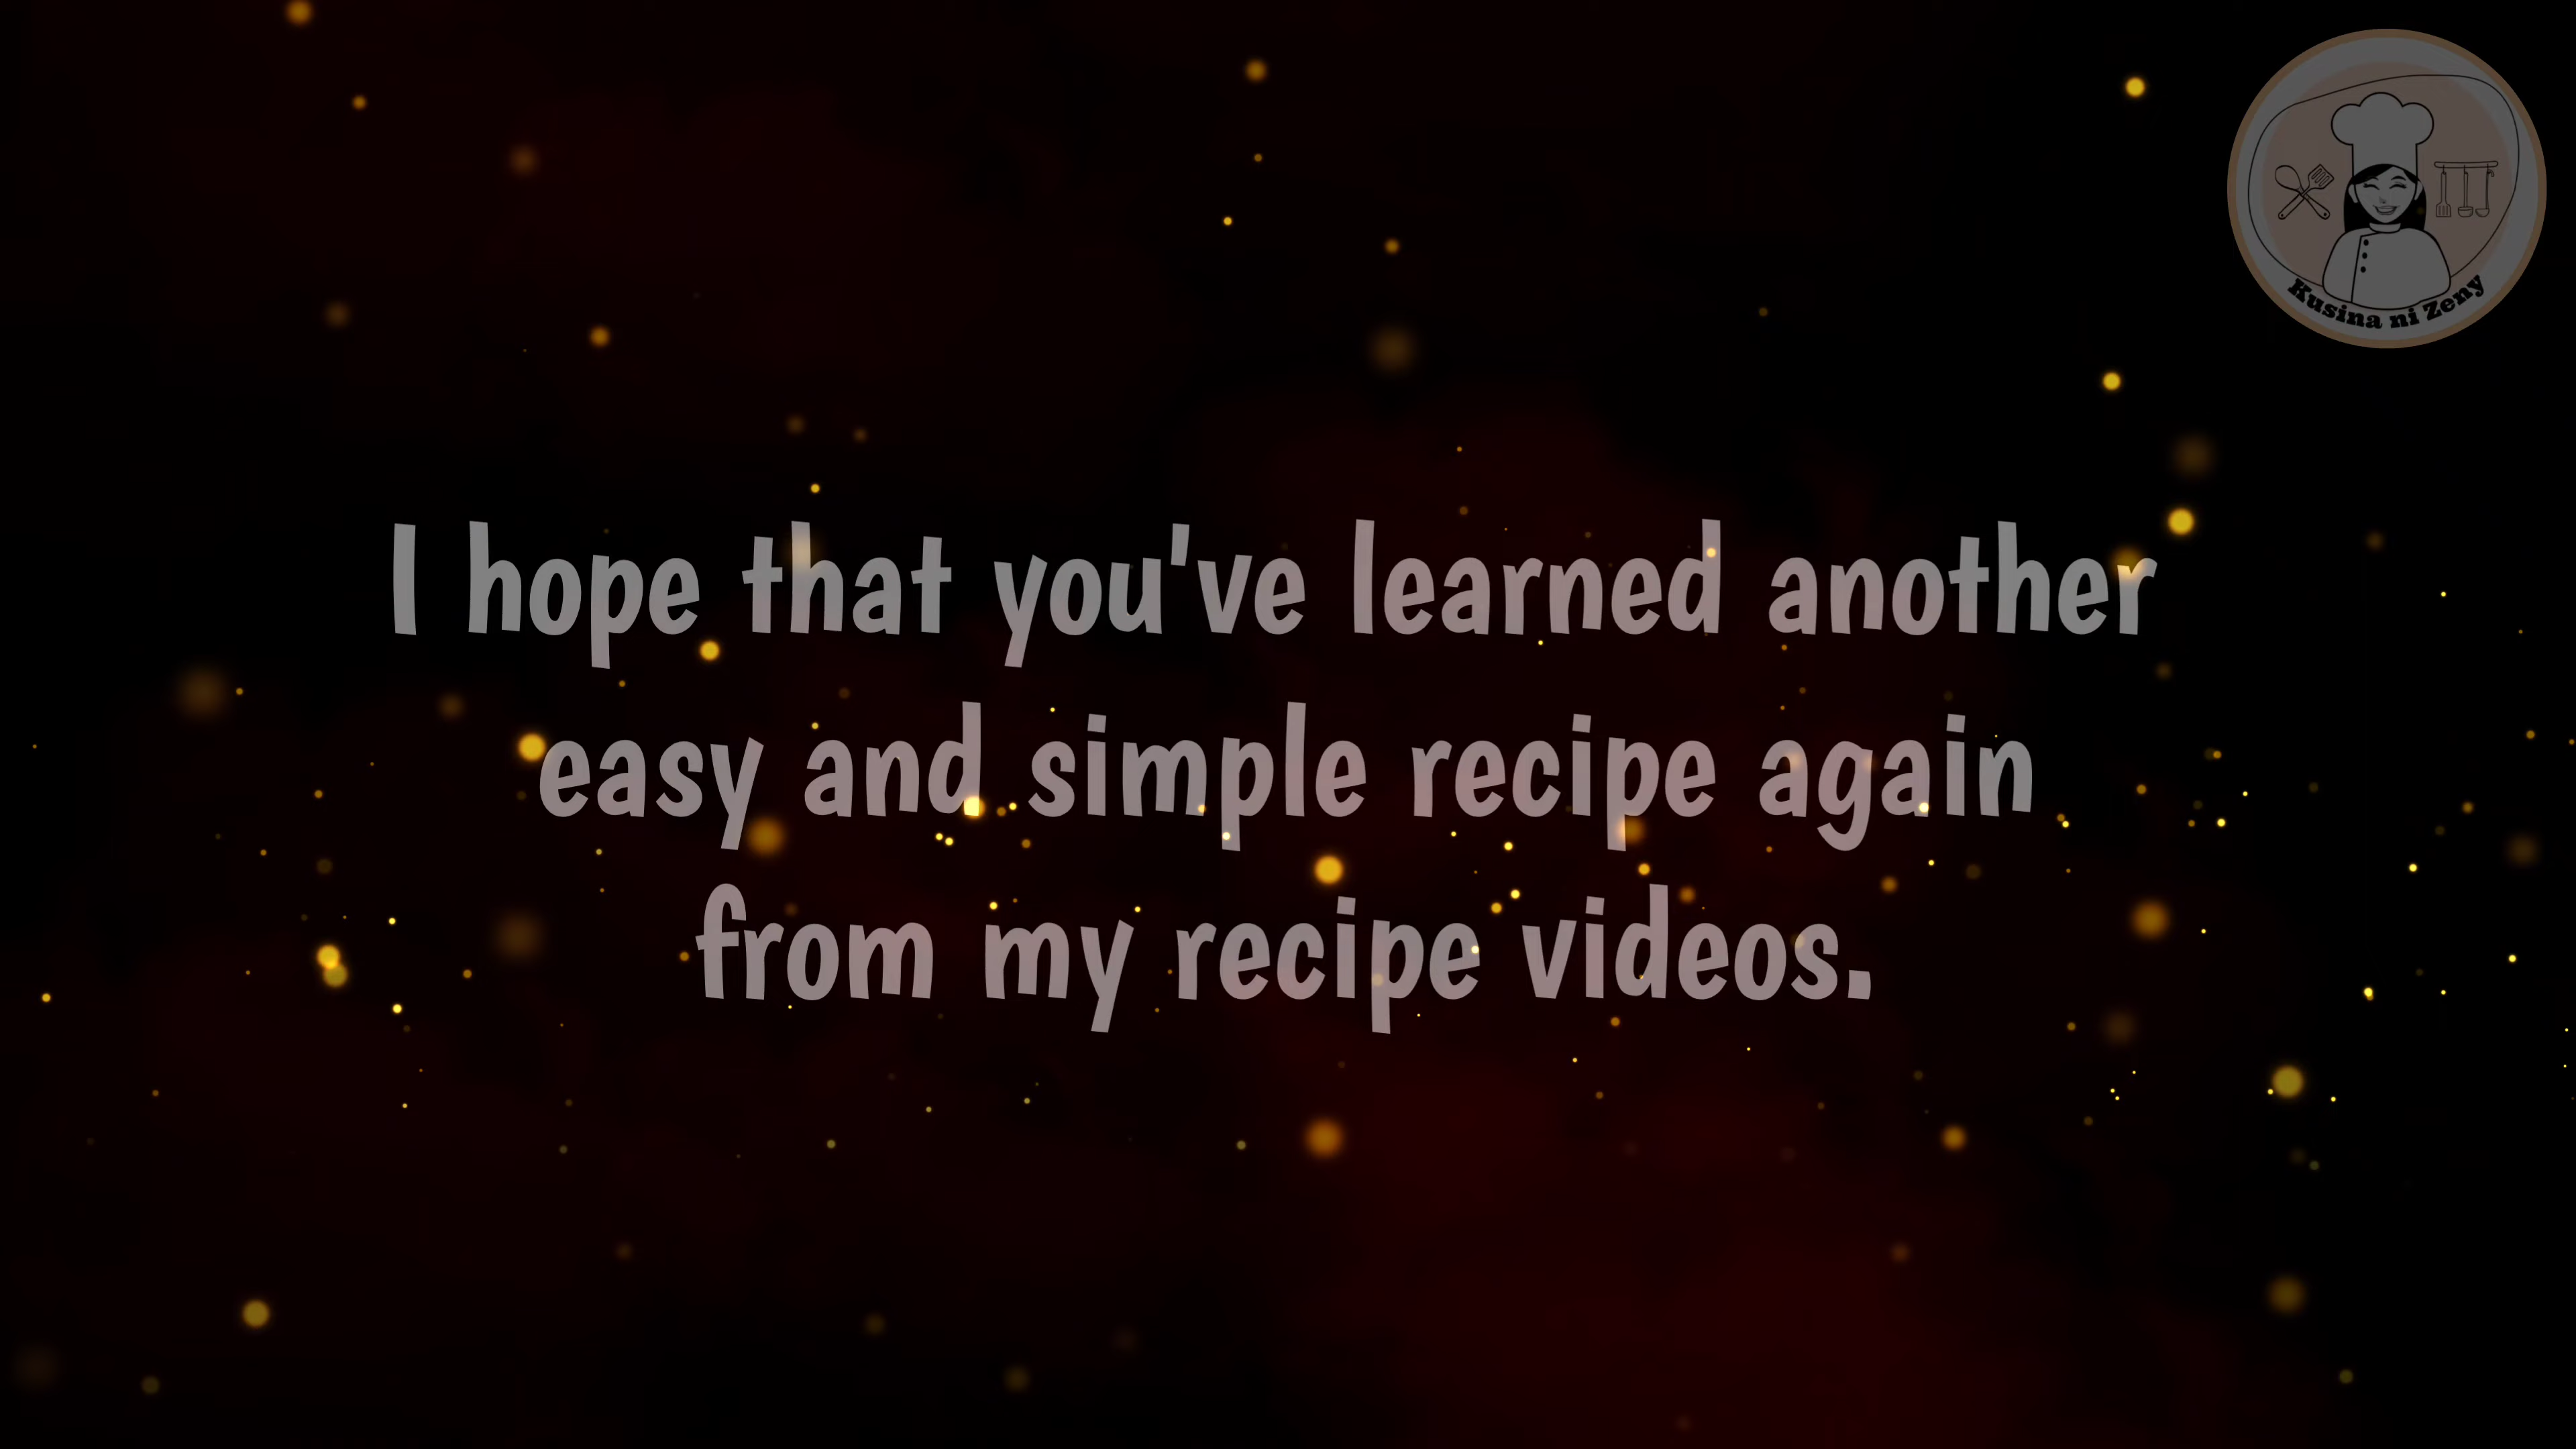 Kusina ni Zeny
I hope that you've learned another
easy and simple recipe again
from my recipe videos.